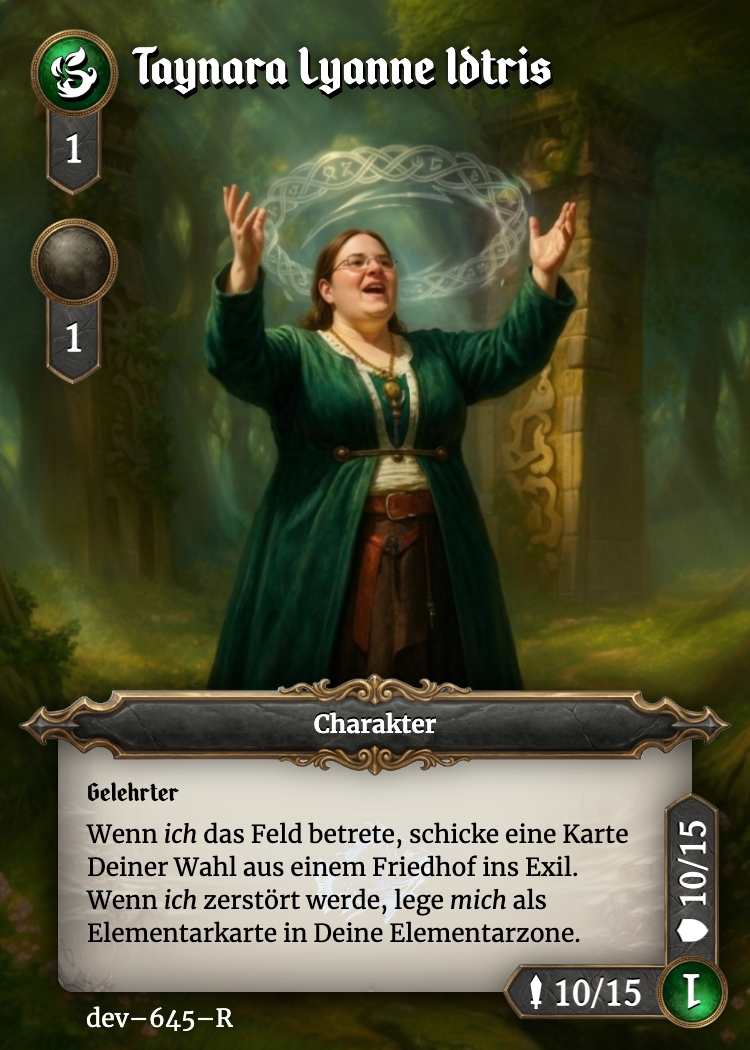 Taynara Lyanne Idtris
1
1
Charakter
Gelehrter
Wenn ich das Feld betrete, schicke eine Karte
Deiner Wahl aus einem Friedhof ins Exil.
Wenn ich zerstört werde, lege mich als
Elementarkarte in Deine Elementarzone.
10/15
10/15
1
dev–645–R